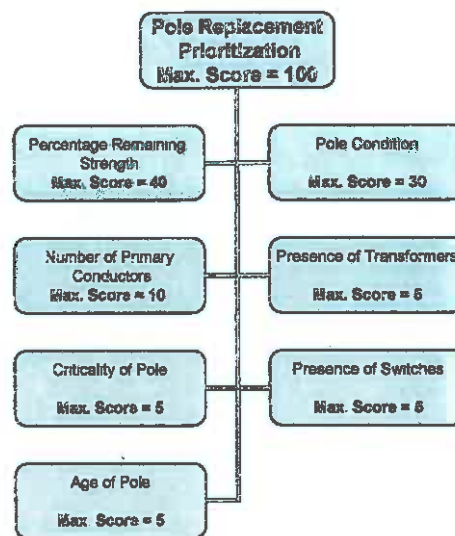 Pole Replacement
Prioritization
Max. Score = 100
Percentage Remaining
Strength
Max. Score = 40
Pole Condition
Max. Score = 30
Number of Primary
Conductors
Max. Score = 10
Presence of Transformers
Max. Score = 5
Criticality of Pole
Max. Score = 5
Presence of Switches
Max. Score = 5
Age of Pole
Max. Score = 5